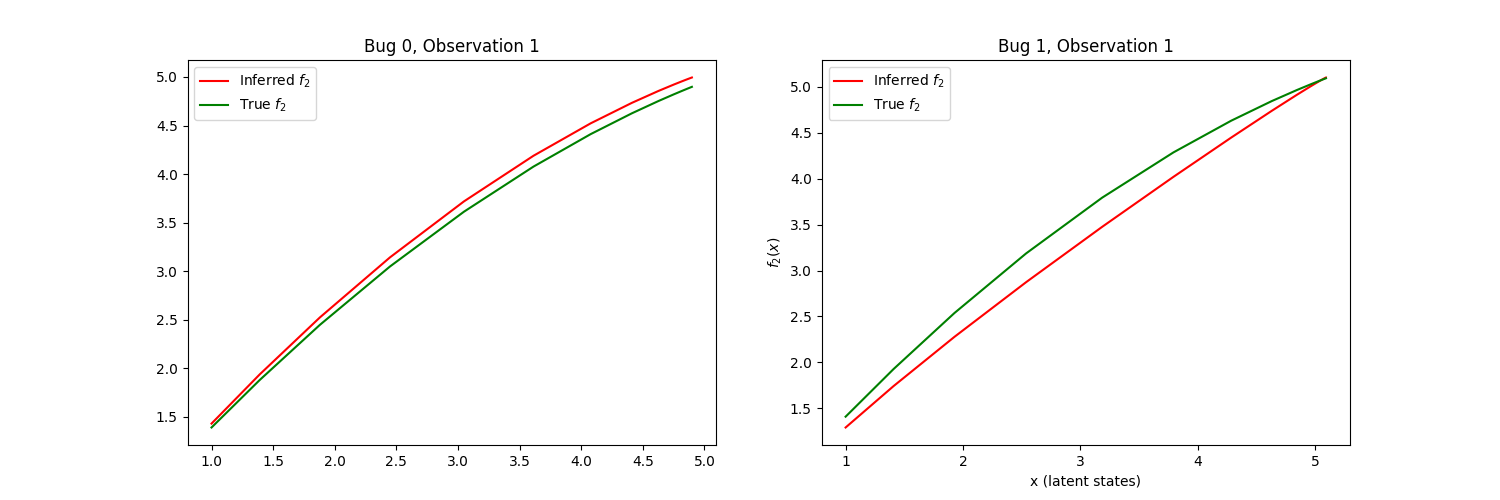 Bug 0, Observation 1
Inferred f₂
True f₂
5.0
4.5
4.0
3.5
3.0
2.5
2.0
1.5
1.0 1.5 2.0 2.5 3.0 3.5 4.0 4.5 5.0
Bug 1, Observation 1
Inferred f₂
True f₂
f₂(x)
5.0
4.5
4.0
3.5
3.0
2.5
2.0
1.5
1 2 3 4 5
x (latent states)